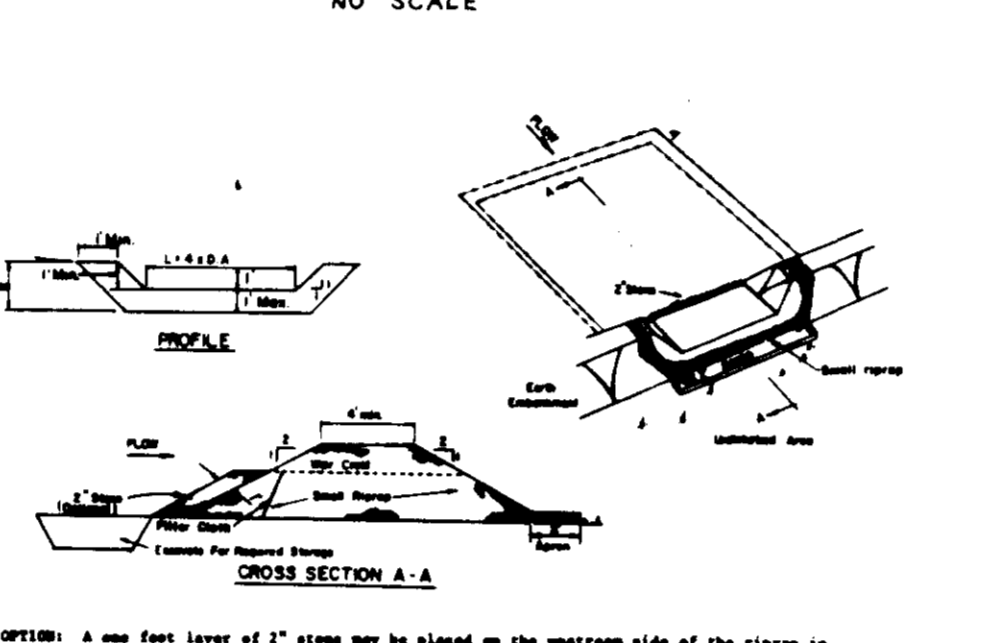 NO SCALE
FLOW
A
1' Min.
L = 4 x D.A
1' Min.
1'
1' Max.
PROFILE
2" Stone
Small riprap
Earth
Embankment
A
Area
4' min.
FLOW
2
1
2
Weir Crest
2" Stone
(Optional)
Small Riprap
Filter Cloth
Apron
Excavate For Required Storage
CROSS SECTION A-A
OPTION: A one foot layer of 2" stone may be placed on the upstream side of the riprap in